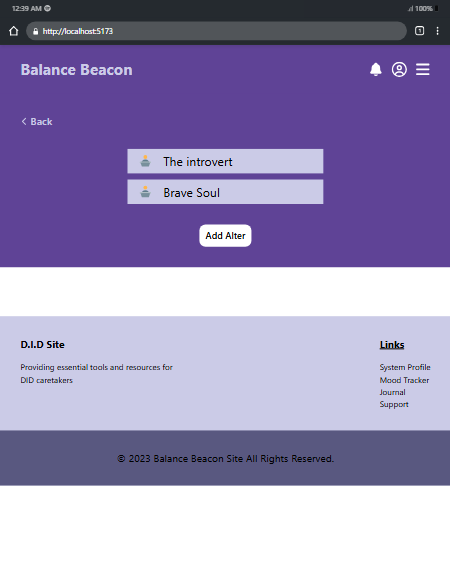 12:39 AM
100%
http://localhost:5173
1
Balance Beacon
Back
The introvert
Brave Soul
Add Alter
D.I.D Site
Providing essential tools and resources for
DID caretakers
Links
System Profile
Mood Tracker
Journal
Support
© 2023 Balance Beacon Site All Rights Reserved.